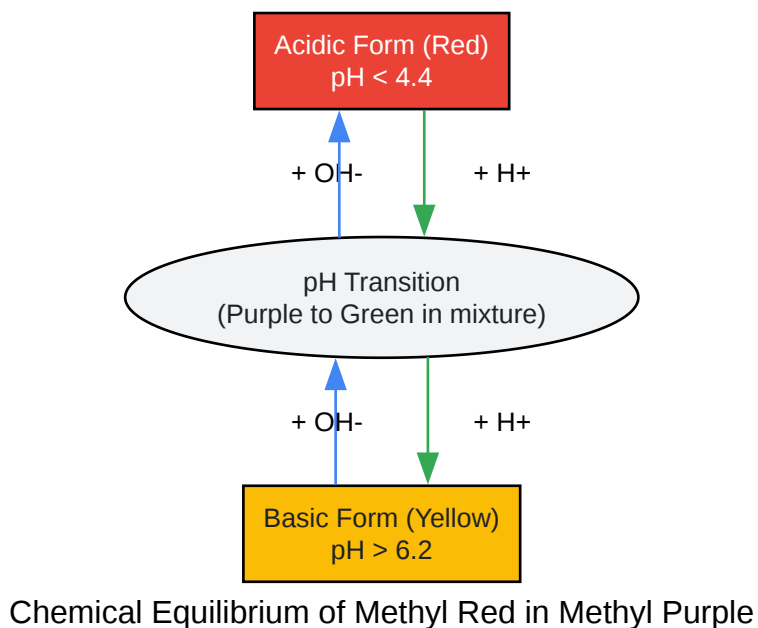 Acidic Form (Red)
pH < 4.4
+ OH-
+ H+
pH Transition
(Purple to Green in mixture)
+ OH-
+ H+
Basic Form (Yellow)
pH > 6.2
Chemical Equilibrium of Methyl Red in Methyl Purple